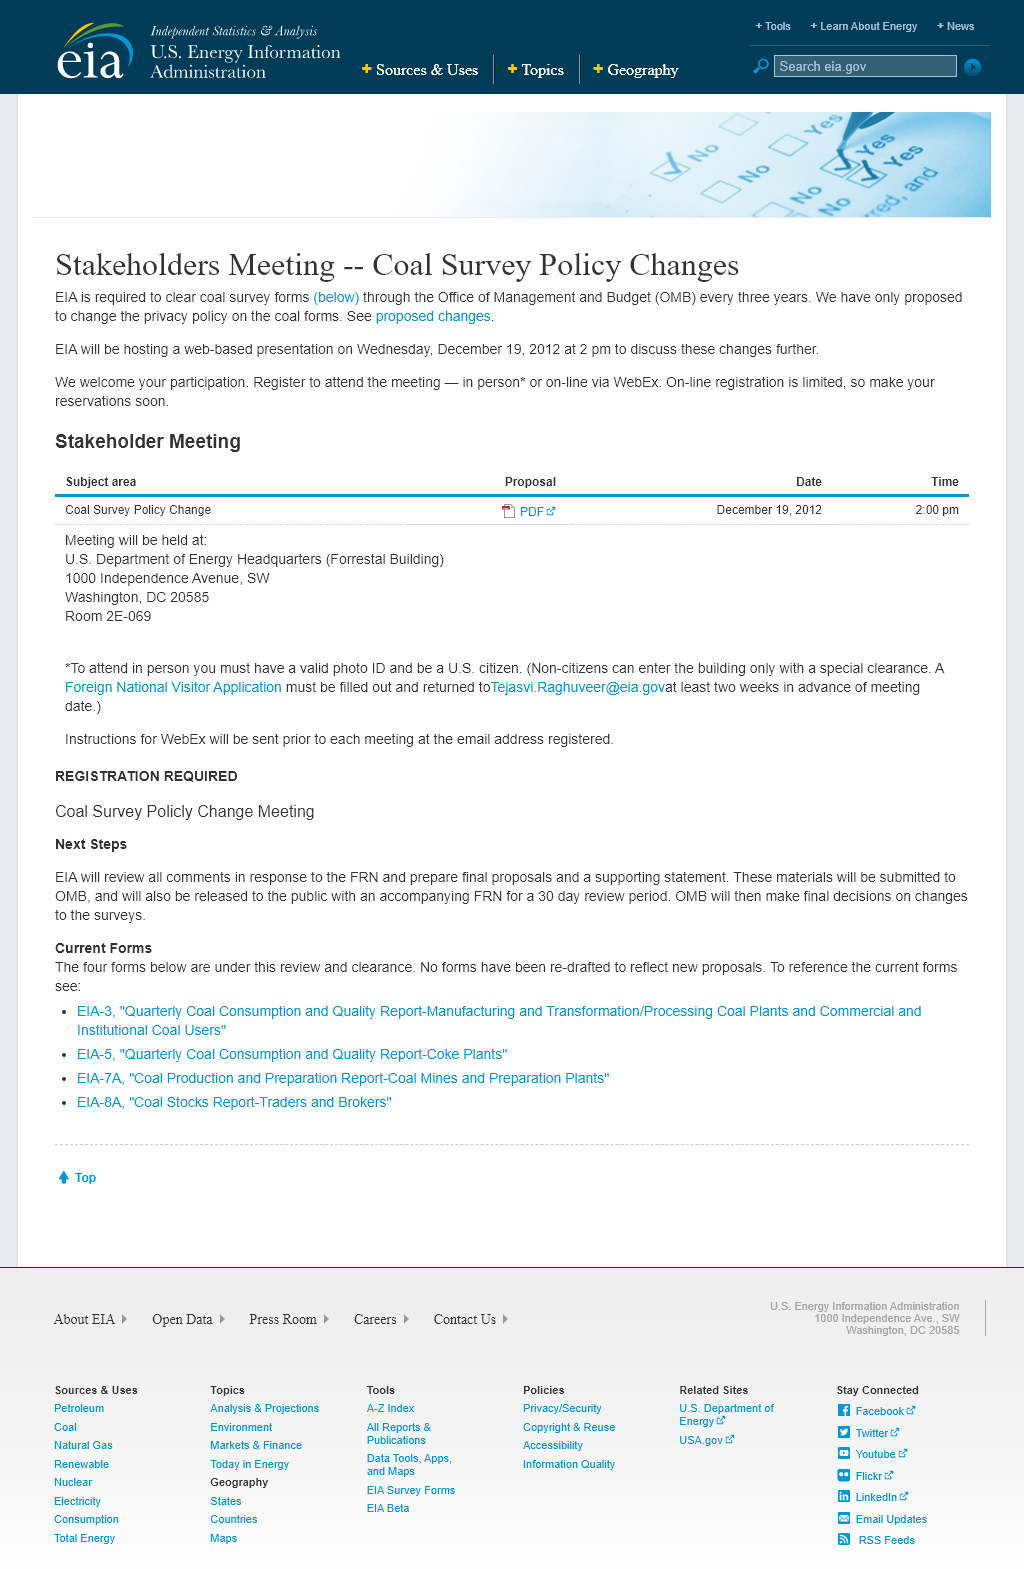 Independent Statistics & Analysis
eia U.S. Energy Information
Administration
+ Sources & Uses
+ Topics
+ Geography
+ Tools
+ Learn About Energy
+ News
Search eia.gov
No
Yes
No
Yes
No
Yes
No
red, and
Stakeholders Meeting -- Coal Survey Policy Changes
EIA is required to clear coal survey forms (below) through the Office of Management and Budget (OMB) every three years. We have only proposed
to change the privacy policy on the coal forms. See proposed changes.
EIA will be hosting a web-based presentation on Wednesday, December 19, 2012 at 2 pm to discuss these changes further.
We welcome your participation. Register to attend the meeting — in person* or on-line via WebEx. On-line registration is limited, so make your
reservations soon.
Stakeholder Meeting
Subject area Proposal Date Time
Coal Survey Policy Change PDF December 19, 2012 2:00 pm
Meeting will be held at:
U.S. Department of Energy Headquarters (Forrestal Building)
1000 Independence Avenue, SW
Washington, DC 20585
Room 2E-069
*To attend in person you must have a valid photo ID and be a U.S. citizen. (Non-citizens can enter the building only with a special clearance. A
Foreign National Visitor Application must be filled out and returned toTejasvi.Raghuveer@eia.govat least two weeks in advance of meeting
date.)
Instructions for WebEx will be sent prior to each meeting at the email address registered.
REGISTRATION REQUIRED
Coal Survey Policly Change Meeting
Next Steps
EIA will review all comments in response to the FRN and prepare final proposals and a supporting statement. These materials will be submitted to
OMB, and will also be released to the public with an accompanying FRN for a 30 day review period. OMB will then make final decisions on changes
to the surveys.
Current Forms
The four forms below are under this review and clearance. No forms have been re-drafted to reflect new proposals. To reference the current forms
see:
• EIA-3, "Quarterly Coal Consumption and Quality Report-Manufacturing and Transformation/Processing Coal Plants and Commercial and
Institutional Coal Users"
• EIA-5, "Quarterly Coal Consumption and Quality Report-Coke Plants"
• EIA-7A, "Coal Production and Preparation Report-Coal Mines and Preparation Plants"
• EIA-8A, "Coal Stocks Report-Traders and Brokers"
Top
About EIA
Open Data
Press Room
Careers
Contact Us
U.S. Energy Information Administration
1000 Independence Ave., SW
Washington, DC 20585
Sources & Uses
Petroleum
Coal
Natural Gas
Renewable
Nuclear
Electricity
Consumption
Total Energy
Topics
Analysis & Projections
Environment
Markets & Finance
Today in Energy
Geography
States
Countries
Maps
Tools
A-Z Index
All Reports &
Publications
Data Tools, Apps,
and Maps
EIA Survey Forms
EIA Beta
Policies
Privacy/Security
Copyright & Reuse
Accessibility
Information Quality
Related Sites
U.S. Department of
Energy
USA.gov
Stay Connected
Facebook
Twitter
Youtube
Flickr
LinkedIn
Email Updates
RSS Feeds